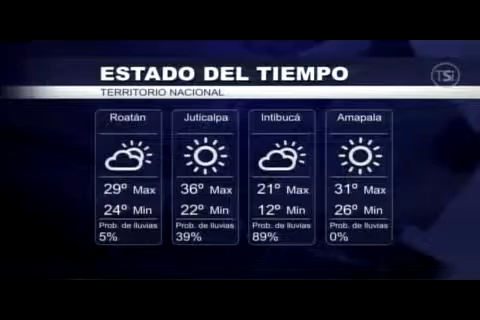 ESTADO DEL TIEMPO
TSi
TERRITORIO NACIONAL
Roatán
29º Max
24º Min
Prob. de lluvias
5%
Juticalpa
36º Max
22º Min
Prob. de lluvias
39%
Intibucá
21º Max
12º Min
Prob. de lluvias
89%
Amapala
31º Max
26º Min
Prob. de lluvias
0%